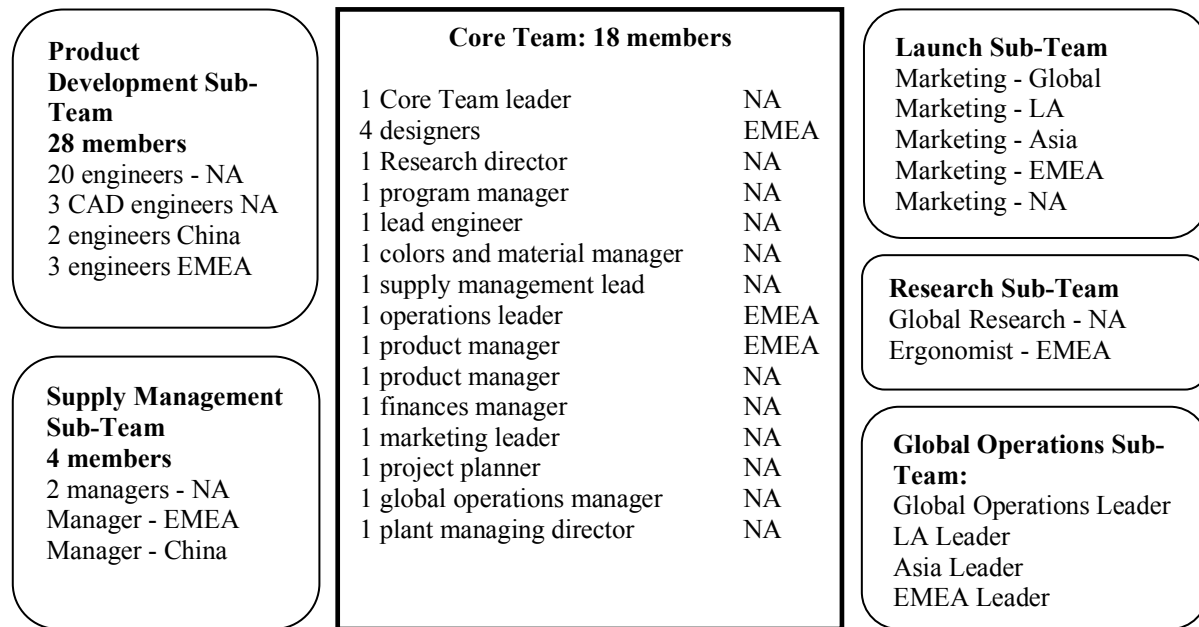 Product
Development Sub-
Team
28 members
20 engineers - NA
3 CAD engineers NA
2 engineers China
3 engineers EMEA
Supply Management
Sub-Team
4 members
2 managers - NA
Manager - EMEA
Manager - China
Core Team: 18 members
1 Core Team leader NA
4 designers EMEA
1 Research director NA
1 program manager NA
1 lead engineer NA
1 colors and material manager NA
1 supply management lead NA
1 operations leader EMEA
1 product manager EMEA
1 product manager NA
1 finances manager NA
1 marketing leader NA
1 project planner NA
1 global operations manager NA
1 plant managing director NA
Launch Sub-Team
Marketing - Global
Marketing - LA
Marketing - Asia
Marketing - EMEA
Marketing - NA
Research Sub-Team
Global Research - NA
Ergonomist - EMEA
Global Operations Sub-
Team:
Global Operations Leader
LA Leader
Asia Leader
EMEA Leader